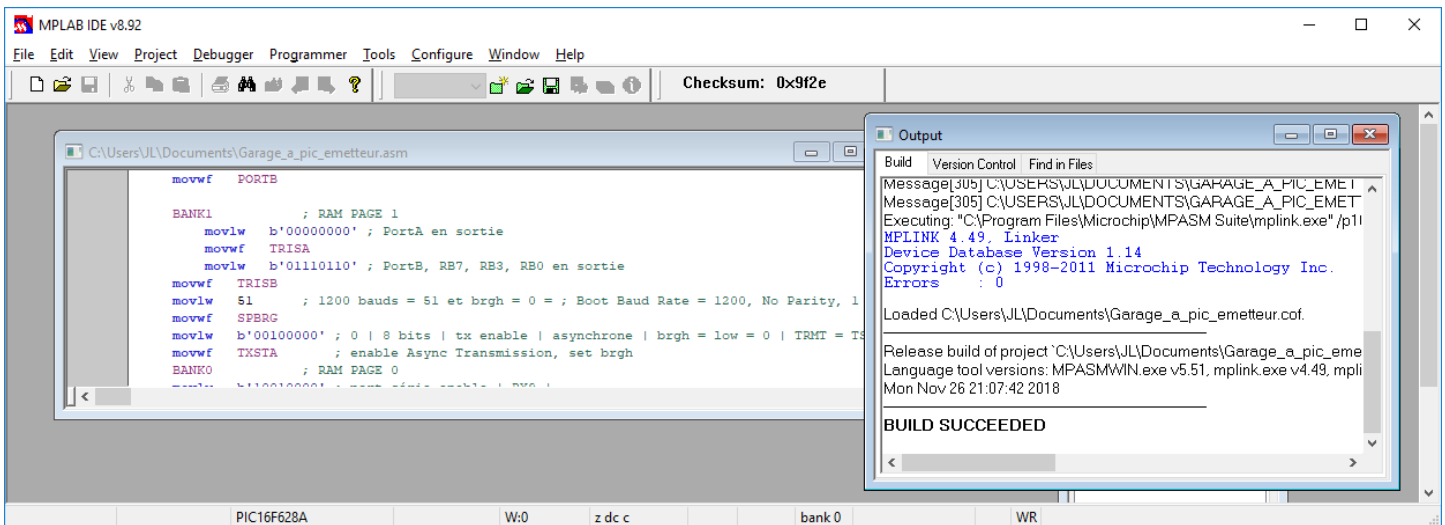 MPLAB IDE v8.92
File Edit View Project Debugger Programmer Tools Configure Window Help
Checksum: 0x9f2e
C:\Users\JL\Documents\Garage_a_pic_emetteur.asm
movwf PORTB
BANK1 ; RAM PAGE 1
movlw b'00000000' ; PortA en sortie
movwf TRISA
movlw b'01110110' ; PortB, RB7, RB3, RB0 en sortie
movwf TRISB
movlw 51 ; 1200 bauds = 51 et brgh = 0 = ; Boot Baud Rate = 1200, No Parity, 1
movwf SPBRG
movlw b'00100000' ; 0 | 8 bits | tx enable | asynchrone | brgh = low = 0 | TRMT = TS
movwf TXSTA ; enable Async Transmission, set brgh
BANK0 ; RAM PAGE 0
Output
Build Version Control Find in Files
Message[305] C:\USERS\JL\DOCUMENTS\GARAGE_A_PIC_EMET
Message[305] C:\USERS\JL\DOCUMENTS\GARAGE_A_PIC_EMET
Executing: "C:\Program Files\Microchip\MPASM Suite\mplink.exe" /p1
MPLINK 4.49, Linker
Device Database Version 1.14
Copyright (c) 1998-2011 Microchip Technology Inc.
Errors : 0
Loaded C:\Users\JL\Documents\Garage_a_pic_emetteur.cof.
Release build of project `C:\Users\JL\Documents\Garage_a_pic_eme
Language tool versions: MPASMWIN.exe v5.51, mplink.exe v4.49, mpli
Mon Nov 26 21:07:42 2018
BUILD SUCCEEDED
PIC16F628A W:0 z dc c bank 0 WR